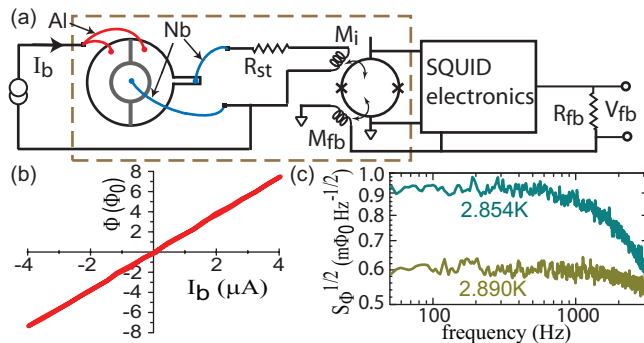 (a)
Al
Nb
I_b
R_st
M_i
M_fb
SQUID
electronics
R_fb
V_fb
(b)
Φ (Φ₀)
8
6
4
2
0
-2
-4
-6
-8
-4
-2
0
2
4
I_b (μA)
(c)
S_Φ^1/2 (mΦ₀ Hz^-1/2)
1.0
0.9
0.8
0.7
0.6
0.5
2.854K
2.890K
100
1000
frequency (Hz)